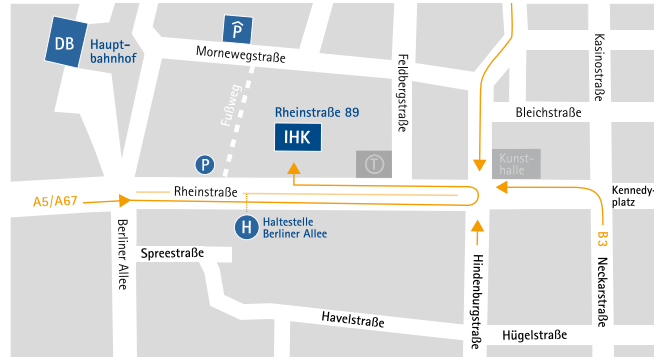 DB
Haupt-
bahnhof
P
Mornewegstraße
Fußweg
Feldbergstraße
Kasinostraße
Bleichstraße
Rheinstraße 89
IHK
P
T
Kunst-
halle
Rheinstraße
A5/A67
Kennedy-
platz
H
Haltestelle
Berliner Allee
Berliner Allee
Spreestraße
Hindenburgstraße
B3
Neckarstraße
Havelstraße
Hügelstraße